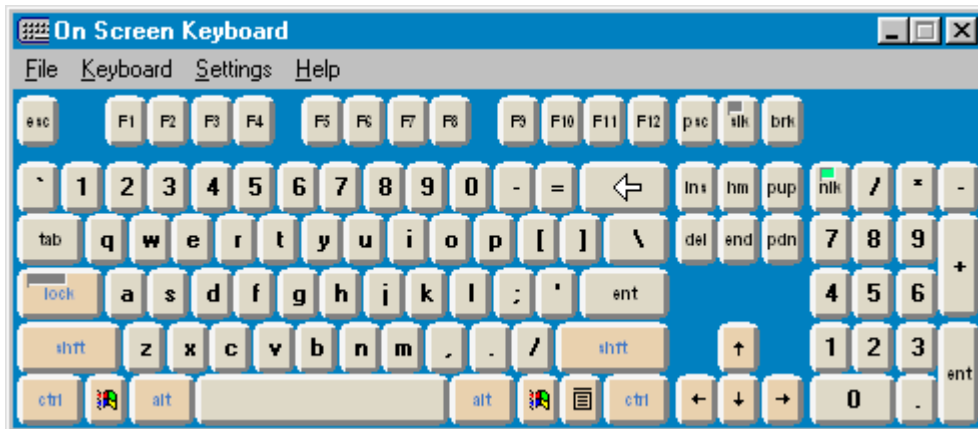 On Screen Keyboard
File Keyboard Settings Help
esc F1 F2 F3 F4 F5 F6 F7 F8 F9 F10 F11 F12 psc slk brk
` 1 2 3 4 5 6 7 8 9 0 - = ins hm pup nlk / * -
tab q w e r t y u i o p [ ] \ del end pdn 7 8 9 +
lock a s d f g h j k l ; ' ent 4 5 6
shft z x c v b n m , . / shft ↑ 1 2 3 ent
ctrl alt alt ctrl ← ↓ → 0 .